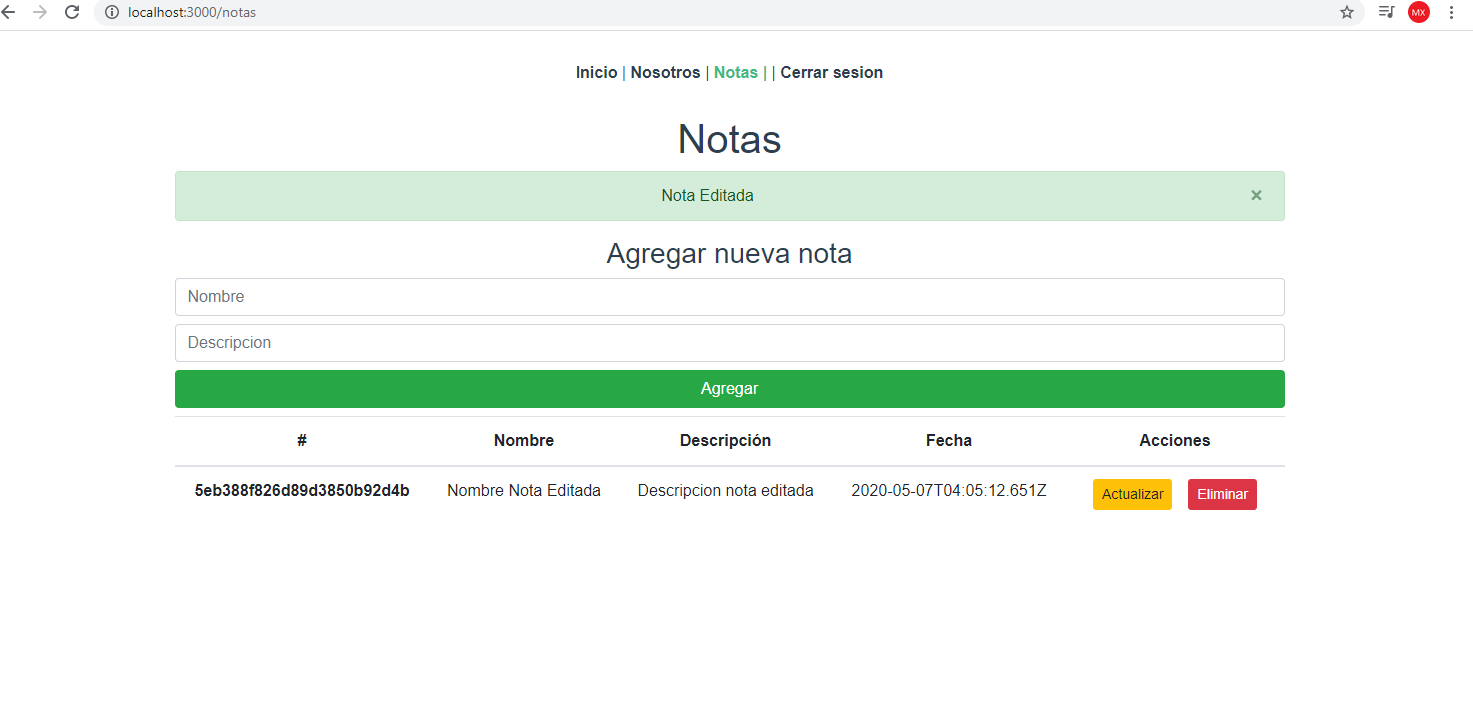 localhost:3000/notas
MX
Inicio | Nosotros | Notas | | Cerrar sesion
Notas
Nota Editada ×
Agregar nueva nota
Nombre
Descripcion
Agregar
# Nombre Descripción Fecha Acciones
5eb388f826d89d3850b92d4b Nombre Nota Editada Descripcion nota editada 2020-05-07T04:05:12.651Z Actualizar Eliminar